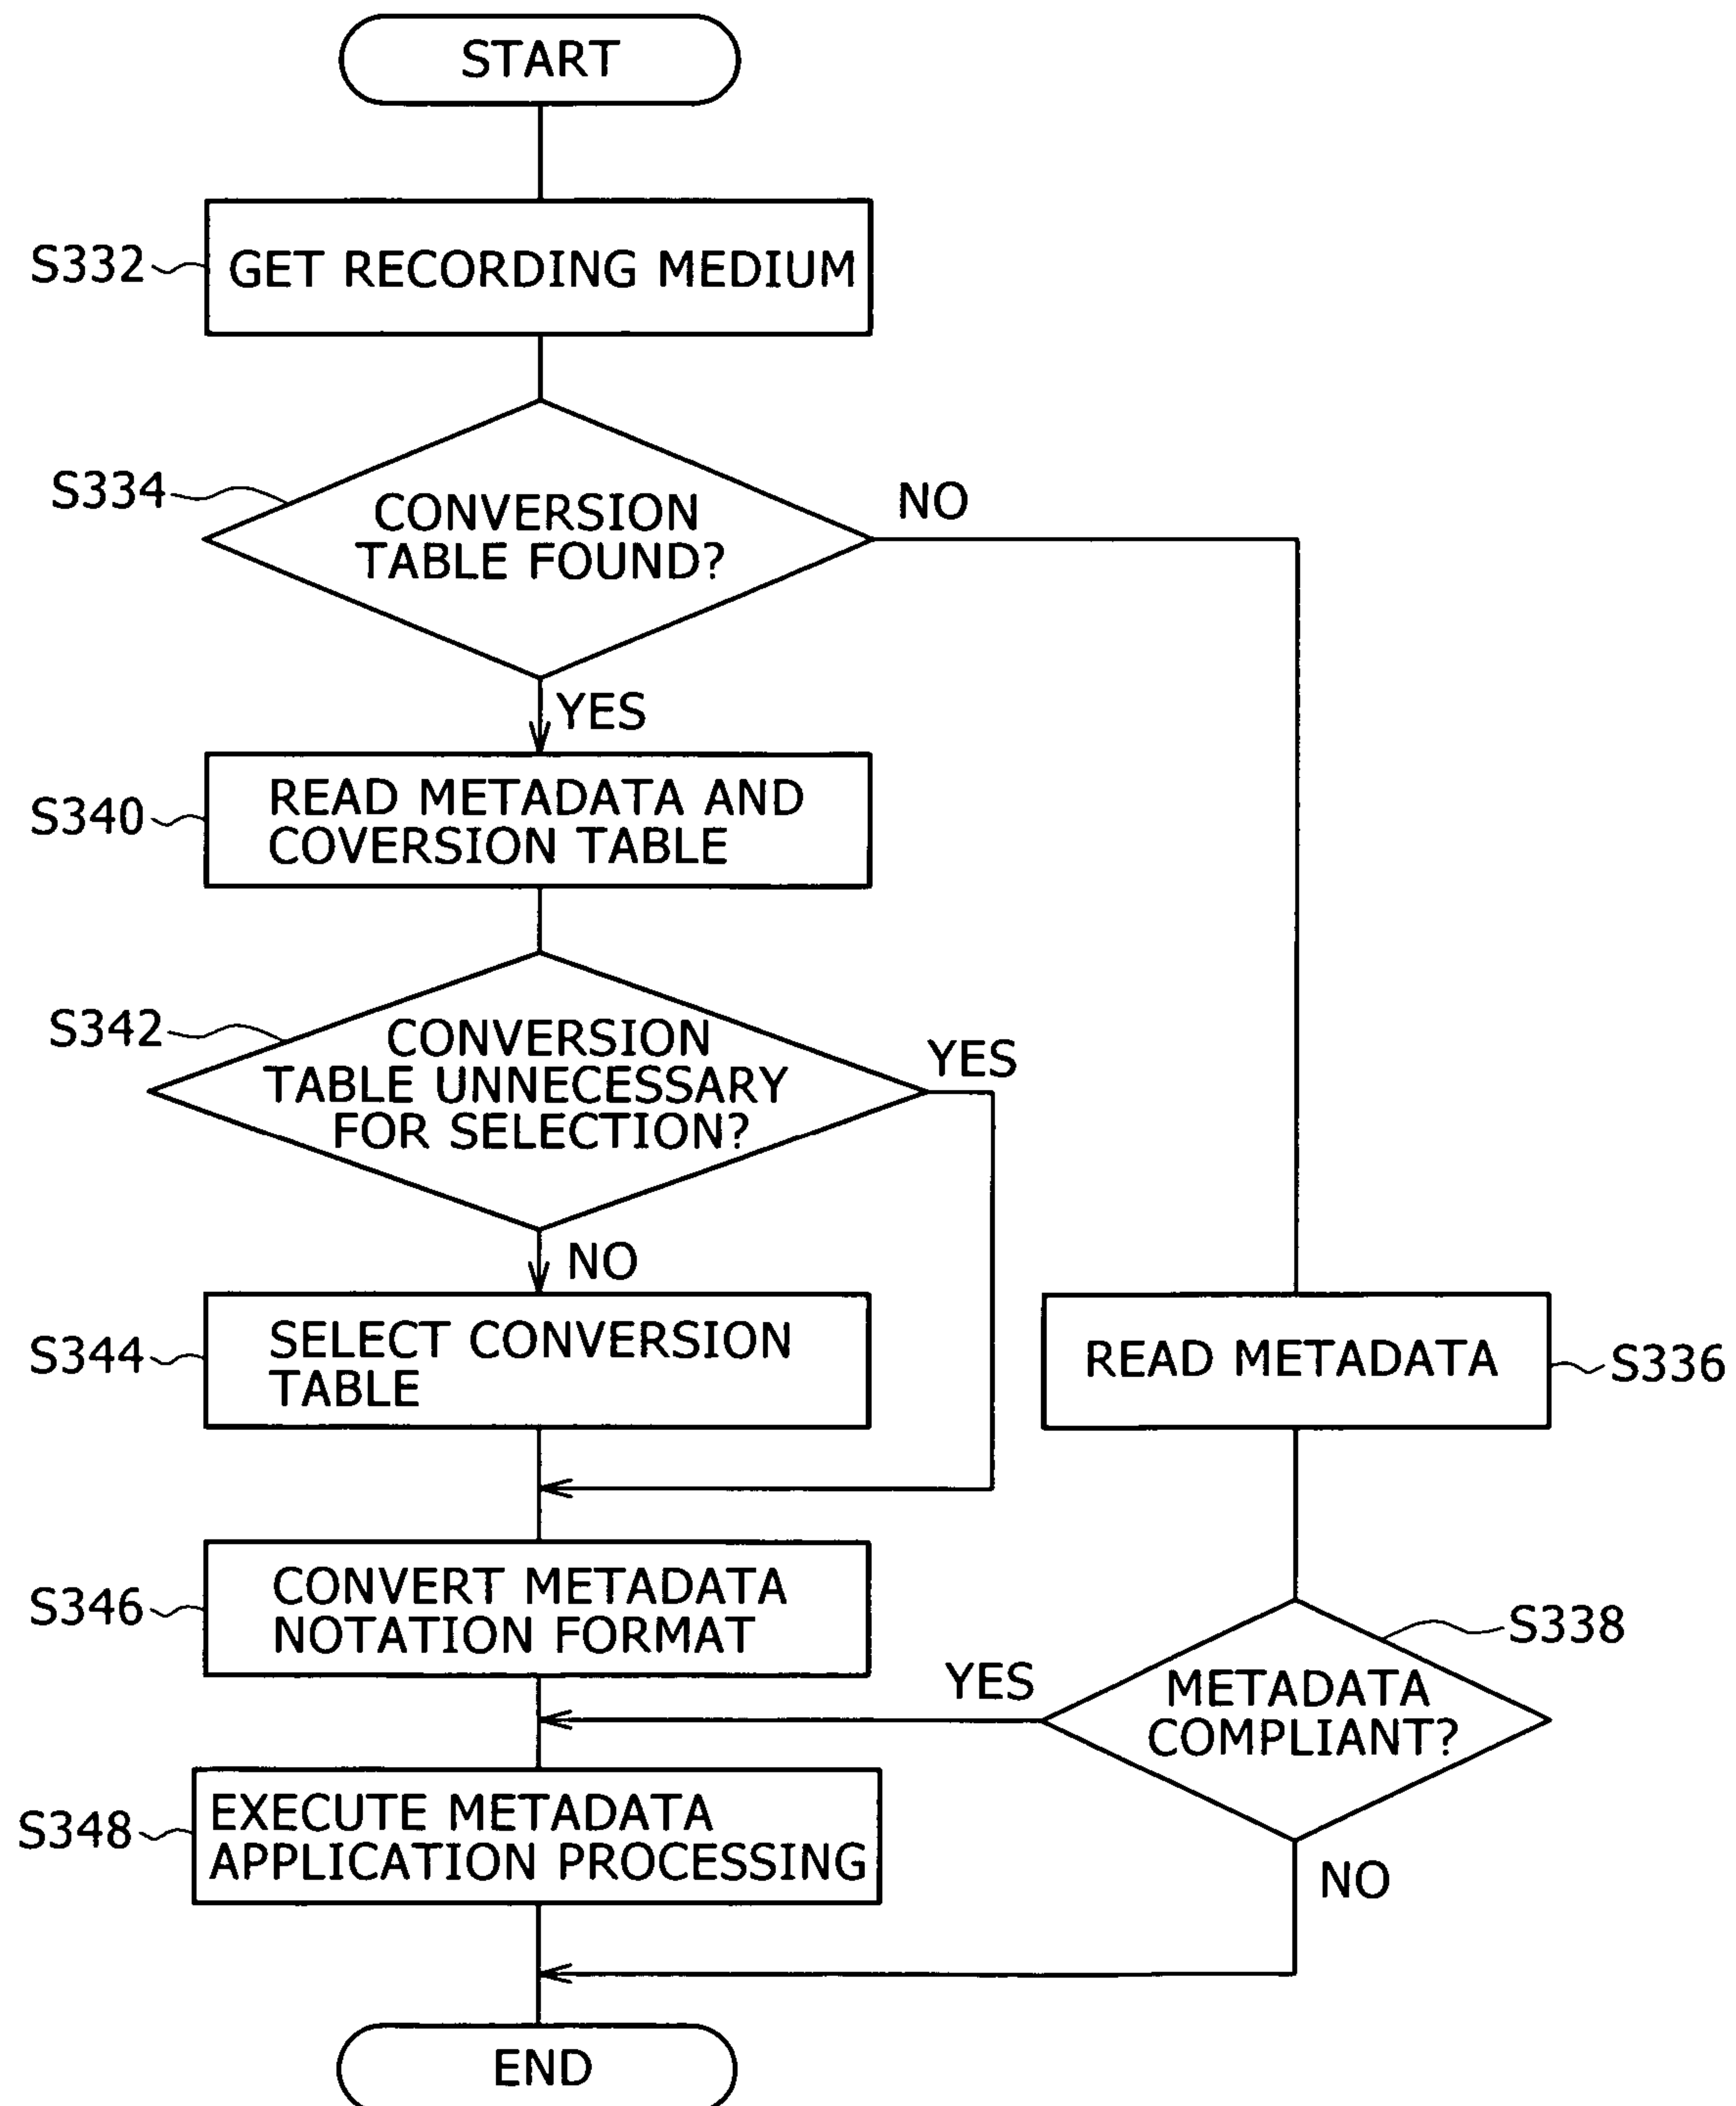 START
S332
GET RECORDING MEDIUM
S334
CONVERSION
TABLE FOUND?
NO
YES
S340
READ METADATA AND
COVERSION TABLE
S342
CONVERSION
TABLE UNNECESSARY
FOR SELECTION?
YES
NO
S344
SELECT CONVERSION
TABLE
READ METADATA
S336
S346
CONVERT METADATA
NOTATION FORMAT
S338
METADATA
COMPLIANT?
YES
NO
S348
EXECUTE METADATA
APPLICATION PROCESSING
END